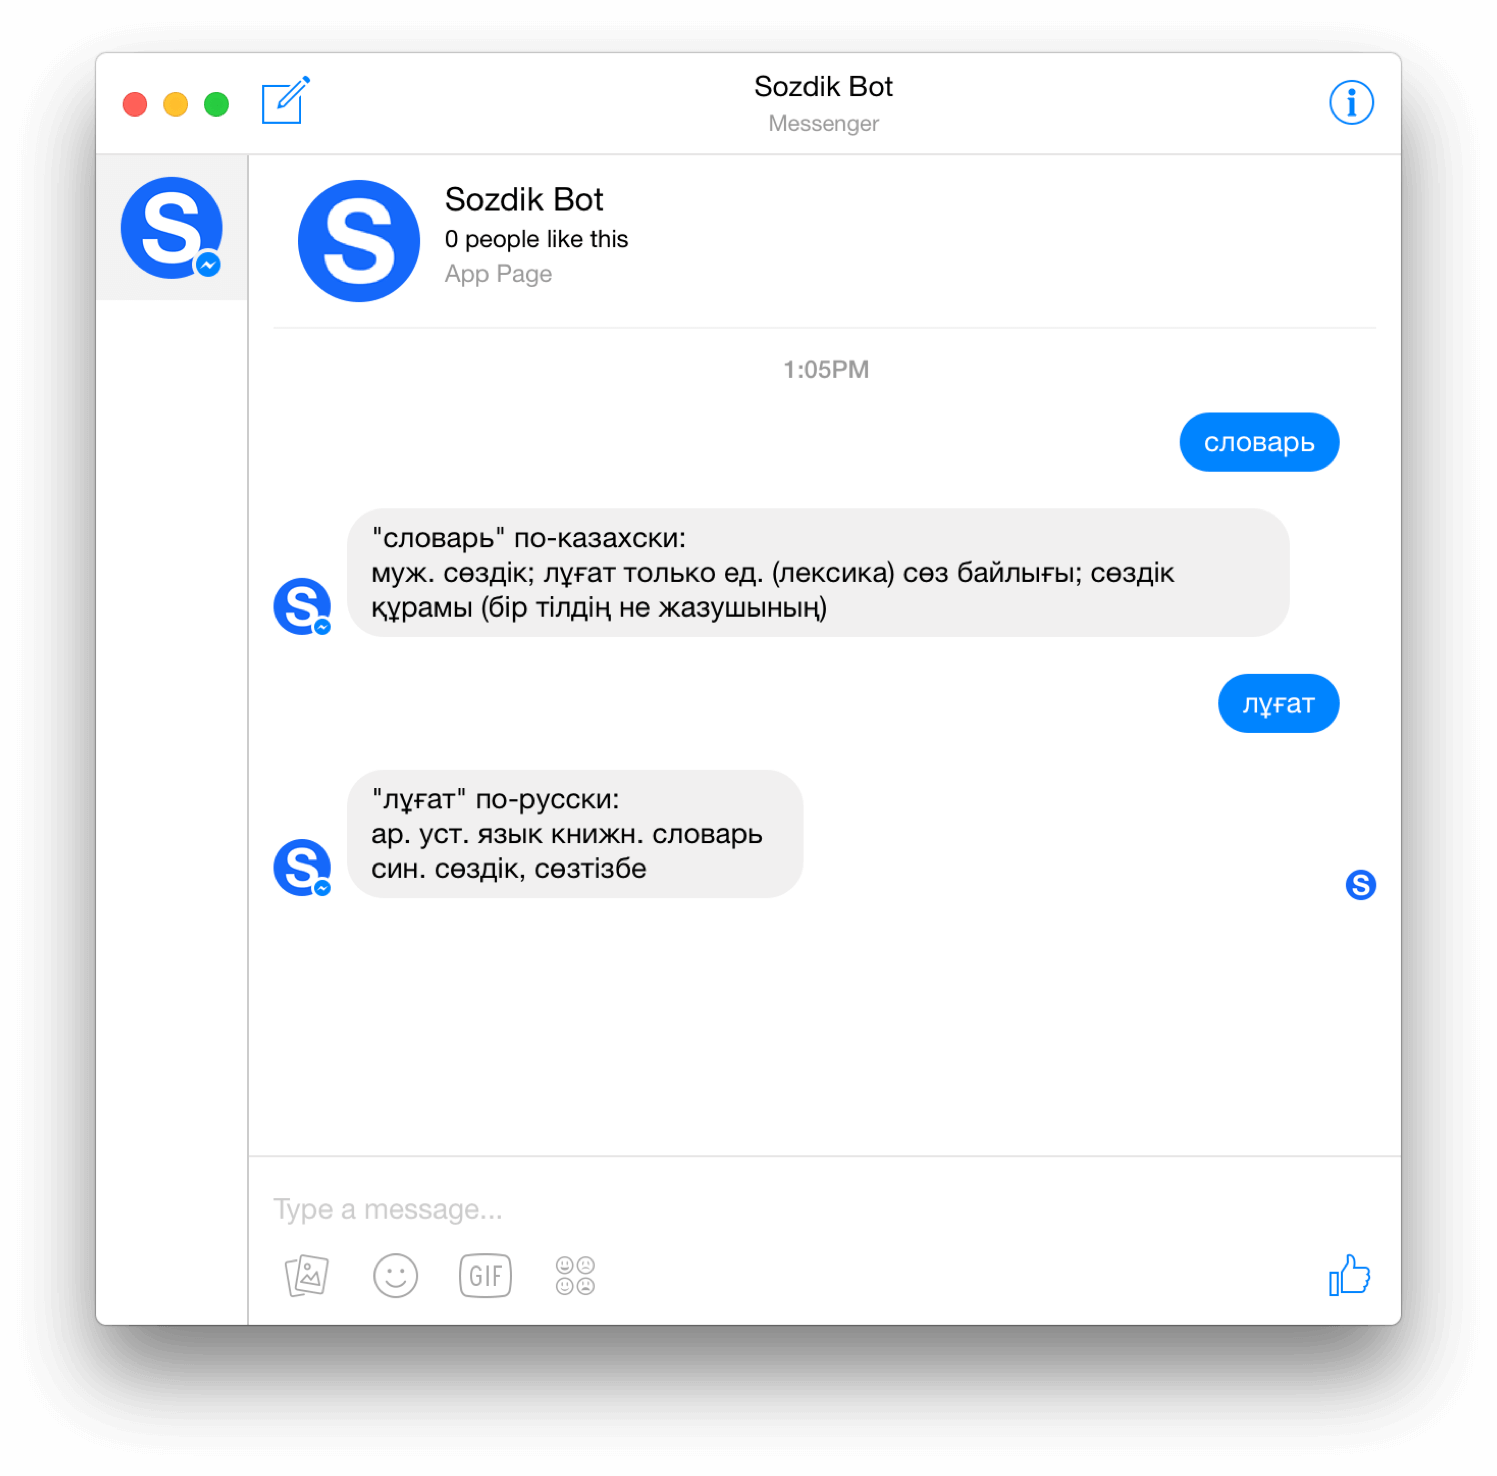 Sozdik Bot
Messenger
S
S
Sozdik Bot
0 people like this
App Page
1:05PM
словарь
"словарь" по-казахски:
муж. сөздік; лұғат только ед. (лексика) сөз байлығы; сөздік
құрамы (бір тілдің не жазушының)
S
лұғат
"лұғат" по-русски:
ар. уст. язык книжн. словарь
син. сөздік, сөзтізбе
S
S
Type a message...
GIF